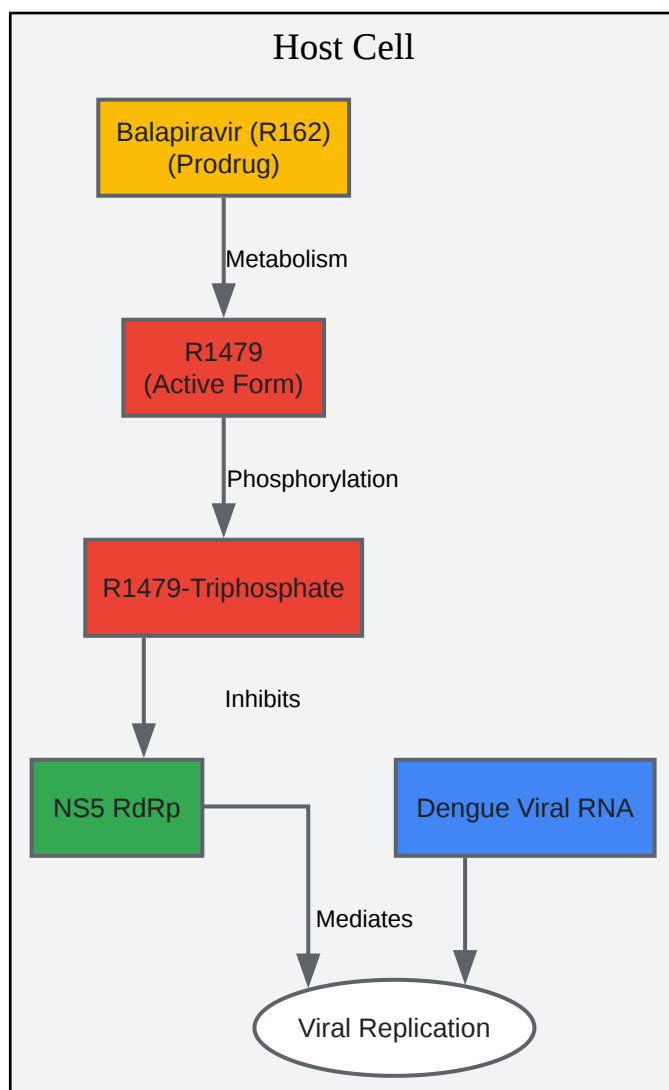 Host Cell
Balapiravir (R162)
(Prodrug)
Metabolism
R1479
(Active Form)
Phosphorylation
R1479-Triphosphate
Inhibits
NS5 RdRp
Dengue Viral RNA
Mediates
Viral Replication